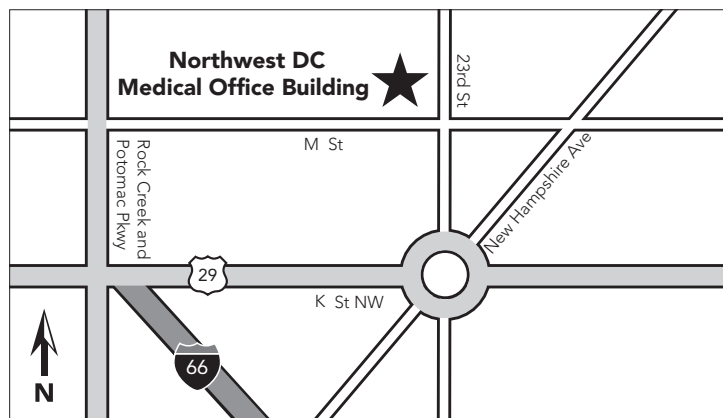 Northwest DC
Medical Office Building
23rd St
M St
Rock Creek and
Potomac Pkwy
New Hampshire Ave
29
K St NW
66
N